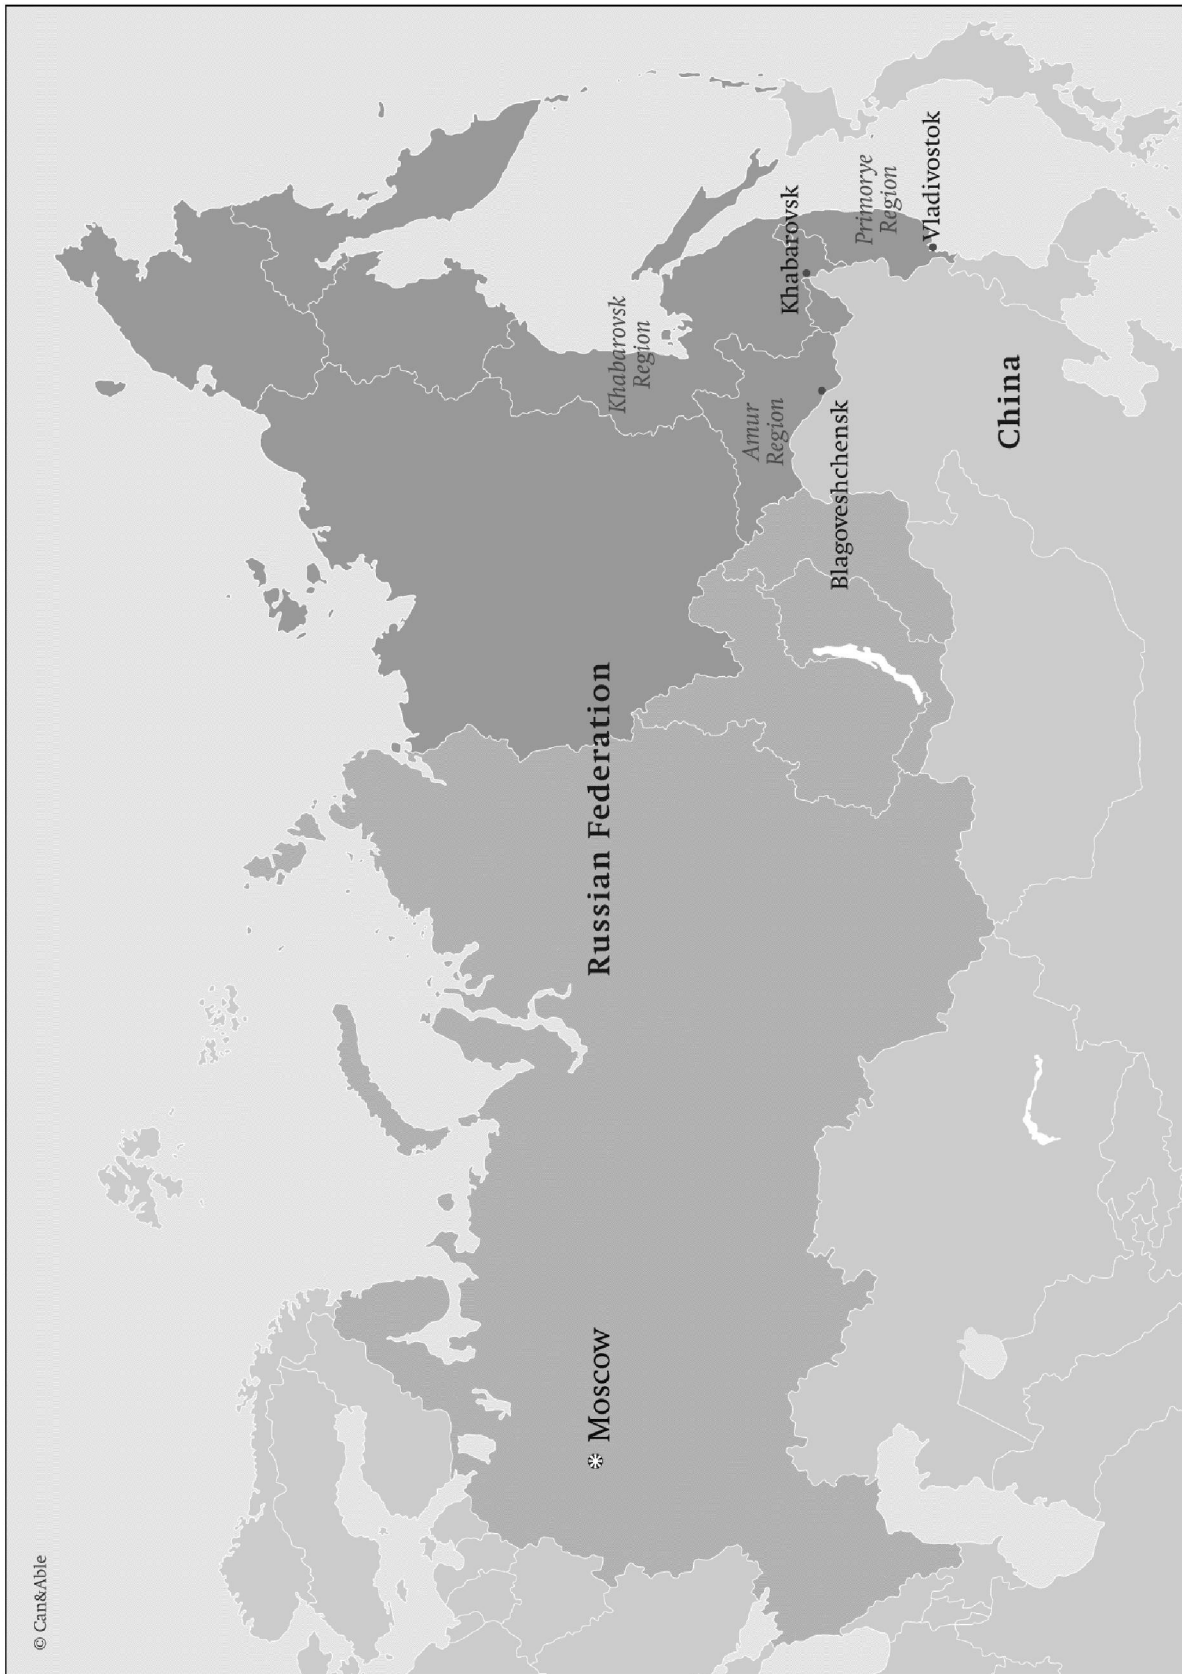 © Can&Able
Russian Federation
Moscow
Khabarovsk
Region
Amur
Region
Khabarovsk
Primorye
Region
Blagoveshchensk
Vladivostok
China